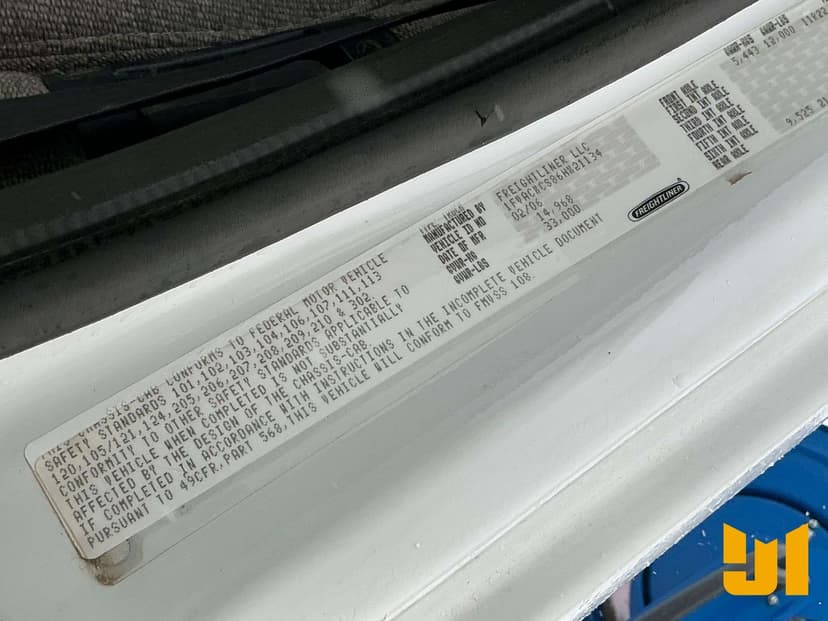 THIS CHASSIS-CAB CONFORMS TO FEDERAL MOTOR VEHICLE
SAFETY STANDARDS 101,102,103,104,106,107,111,113
120,105/121,124,205,206,207,208,209,210 & 302.
CONFORMITY TO OTHER SAFETY STANDARDS APPLICABLE TO
THIS VEHICLE WHEN COMPLETED IS NOT SUBSTANTIALLY
AFFECTED BY THE DESIGN OF THE CHASSIS-CAB.
IF COMPLETED IN ACCORDANCE WITH INSTRUCTIONS IN THE INCOMPLETE VEHICLE DOCUMENT
PURSUANT TO 49CFR,PART 568,THIS VEHICLE WILL CONFORM TO FMVSS 108.
MANUFACTURED BY FREIGHTLINER LLC
VEHICLE ID NO
DATE OF MFR 02/06
GVWR-KG 14,968
GVWR-LBS 33,000
FREIGHTLINER
GAWR-KG GAWR-LBS
FRONT AXLE 5,443 12,000
FIRST INT AXLE
SECOND INT AXLE
THIRD INT AXLE
FOURTH INT AXLE
FIFTH INT AXLE
SIXTH INT AXLE
REAR AXLE 9,525